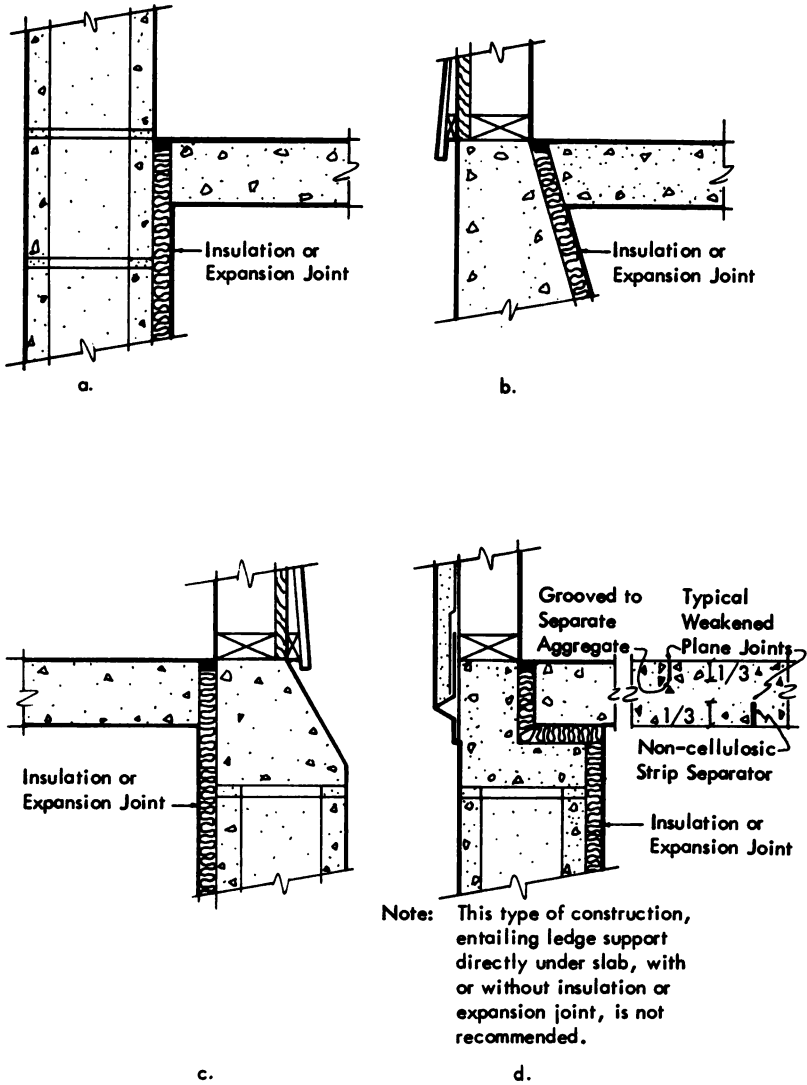 Insulation or
Expansion Joint
a.
Insulation or
Expansion Joint
b.
Insulation or
Expansion Joint
c.
Grooved to
Separate
Aggregate
Typical
Weakened
Plane Joints
1/3
1/3
Non-cellulosic
Strip Separator
Insulation or
Expansion Joint
Note: This type of construction,
entailing ledge support
directly under slab, with
or without insulation or
expansion joint, is not
recommended.
d.